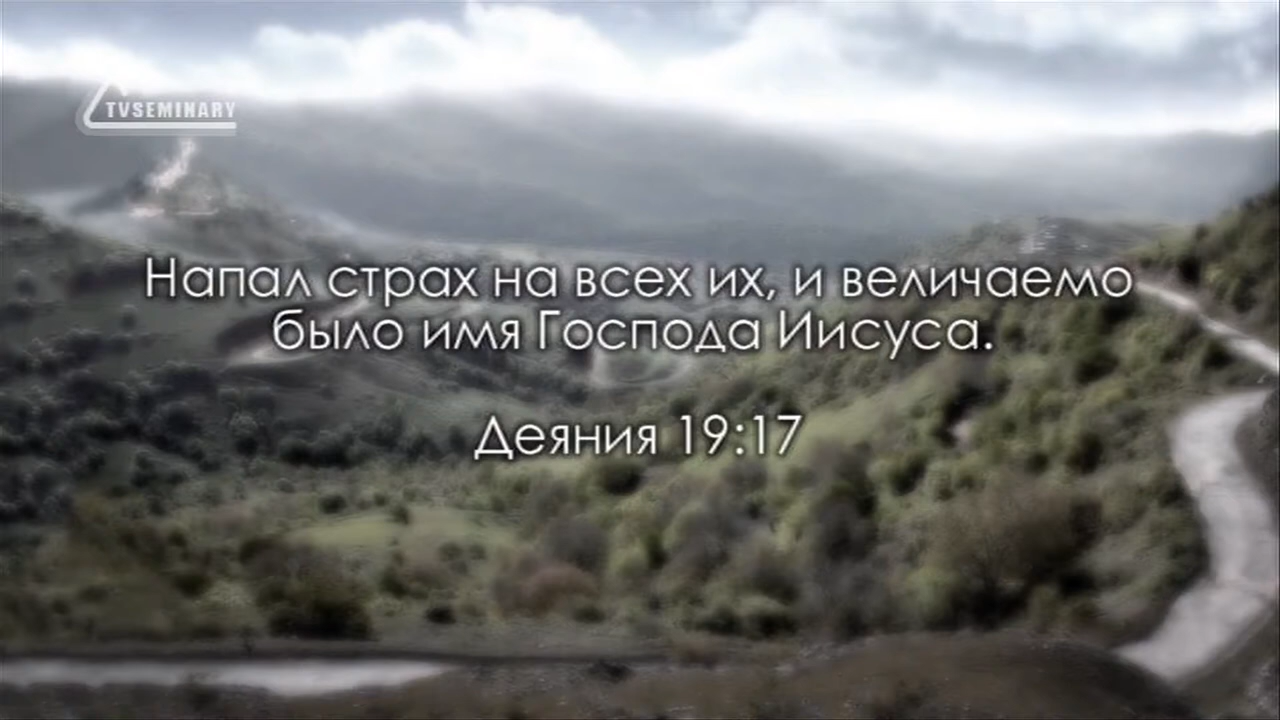 TVSEMINARY
Напал страх на всех их, и величаемо
было имя Господа Иисуса.
Деяния 19:17